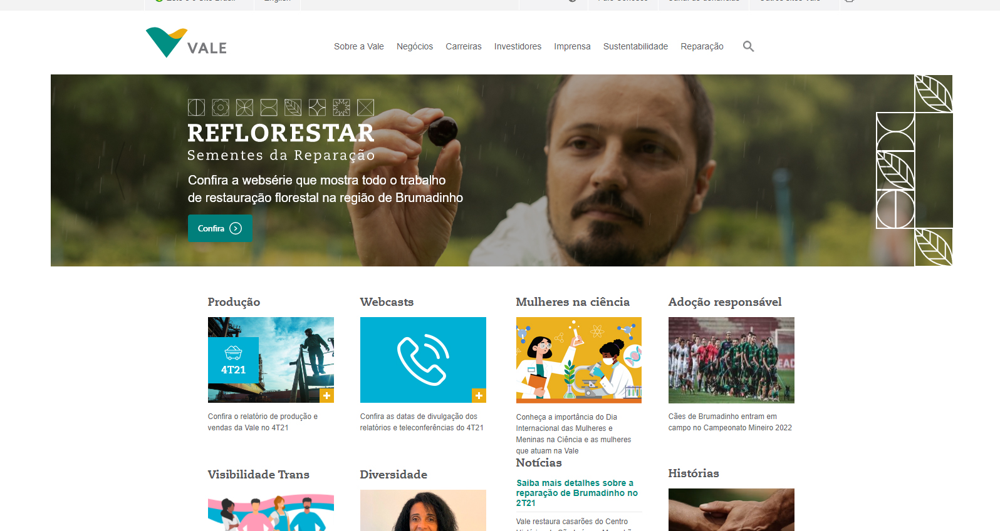 English
VALE
Sobre a Vale Negócios Carreiras Investidores Imprensa Sustentabilidade Reparação
REFLORESTAR
Sementes da Reparação
Confira a websérie que mostra todo o trabalho
de restauração florestal na região de Brumadinho
Confira
Produção
4T21
Confira o relatório de produção e
vendas da Vale no 4T21
Webcasts
Confira as datas de divulgação dos
relatórios e teleconferências do 4T21
Mulheres na ciência
Conheça a importância do Dia
Internacional das Mulheres e
Meninas na Ciência e as mulheres
que atuam na Vale
Adoção responsável
Cães de Brumadinho entram em
campo no Campeonato Mineiro 2022
Visibilidade Trans
Diversidade
Notícias
Saiba mais detalhes sobre a
reparação de Brumadinho no
2T21
Vale restaura casarões do Centro
Histórias